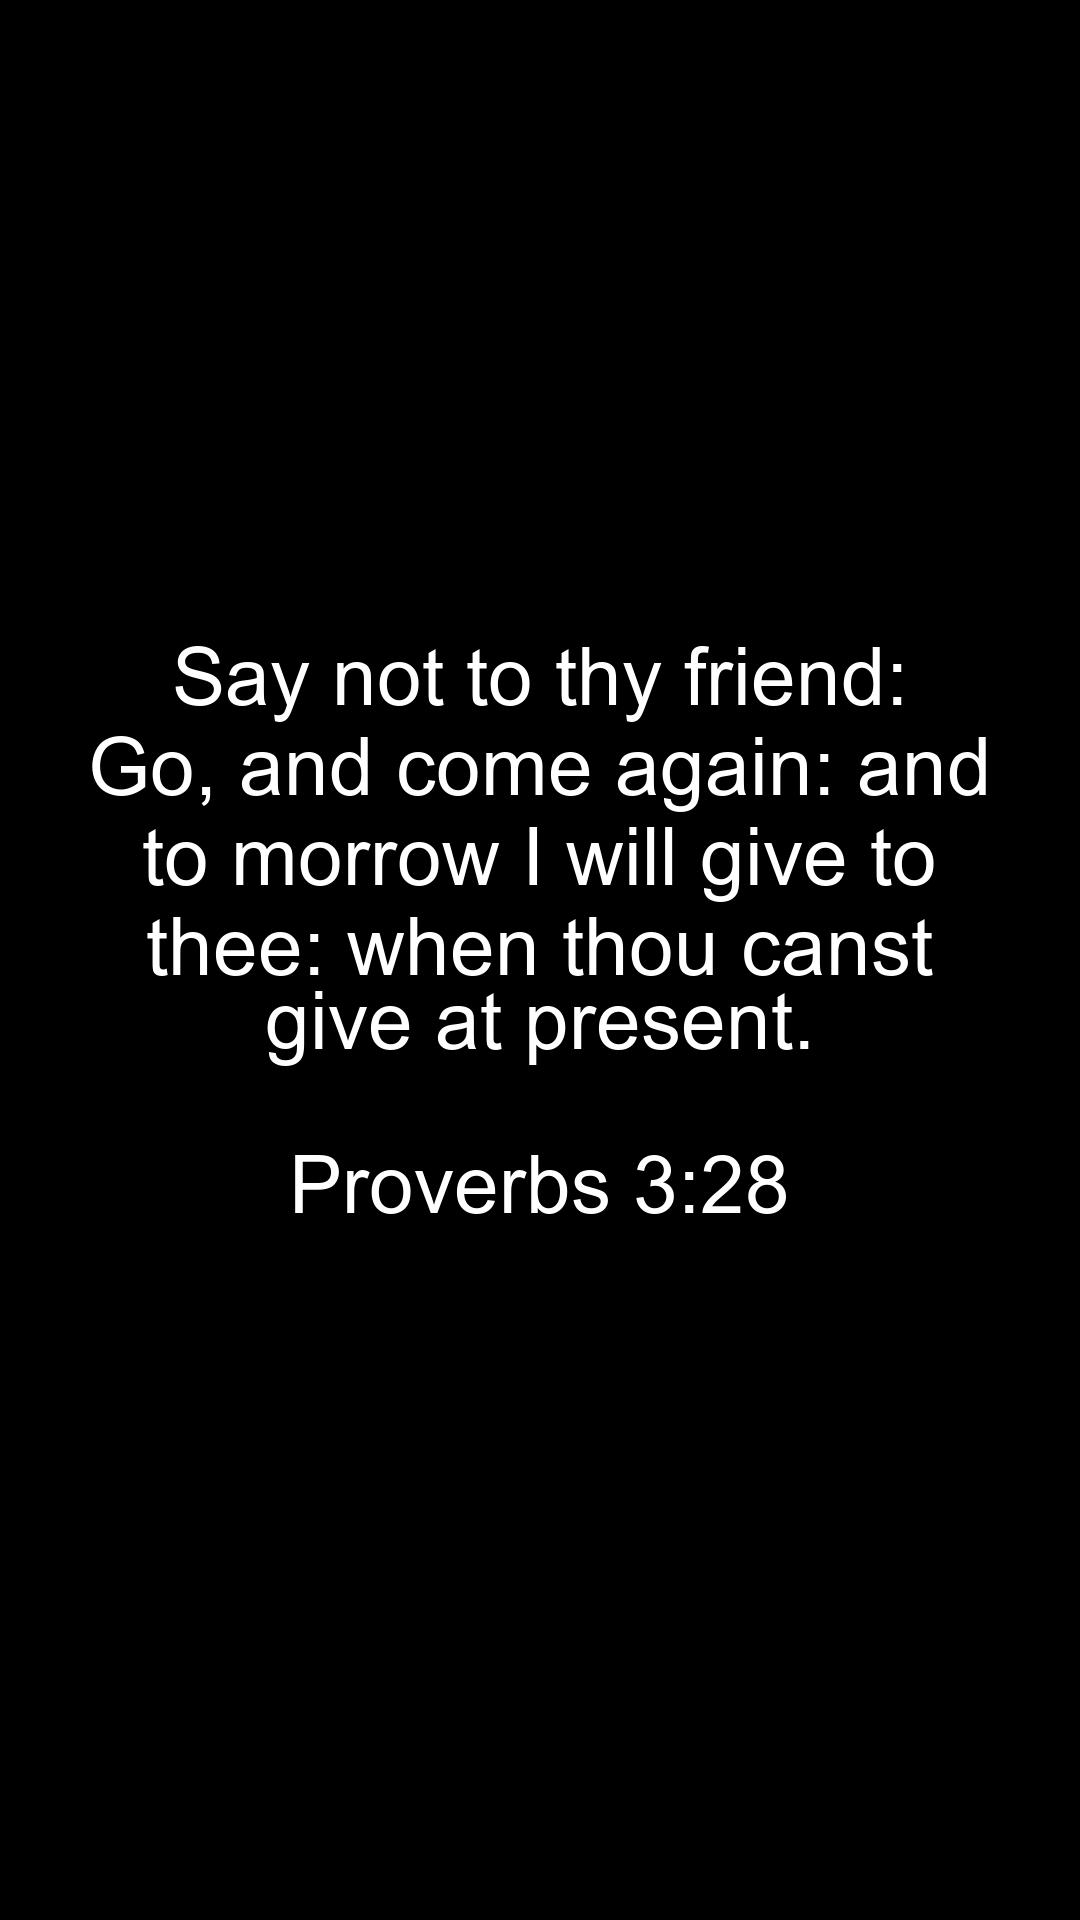 Say not to thy friend:
Go, and come again: and
to morrow I will give to
thee: when thou canst
give at present.
Proverbs 3:28